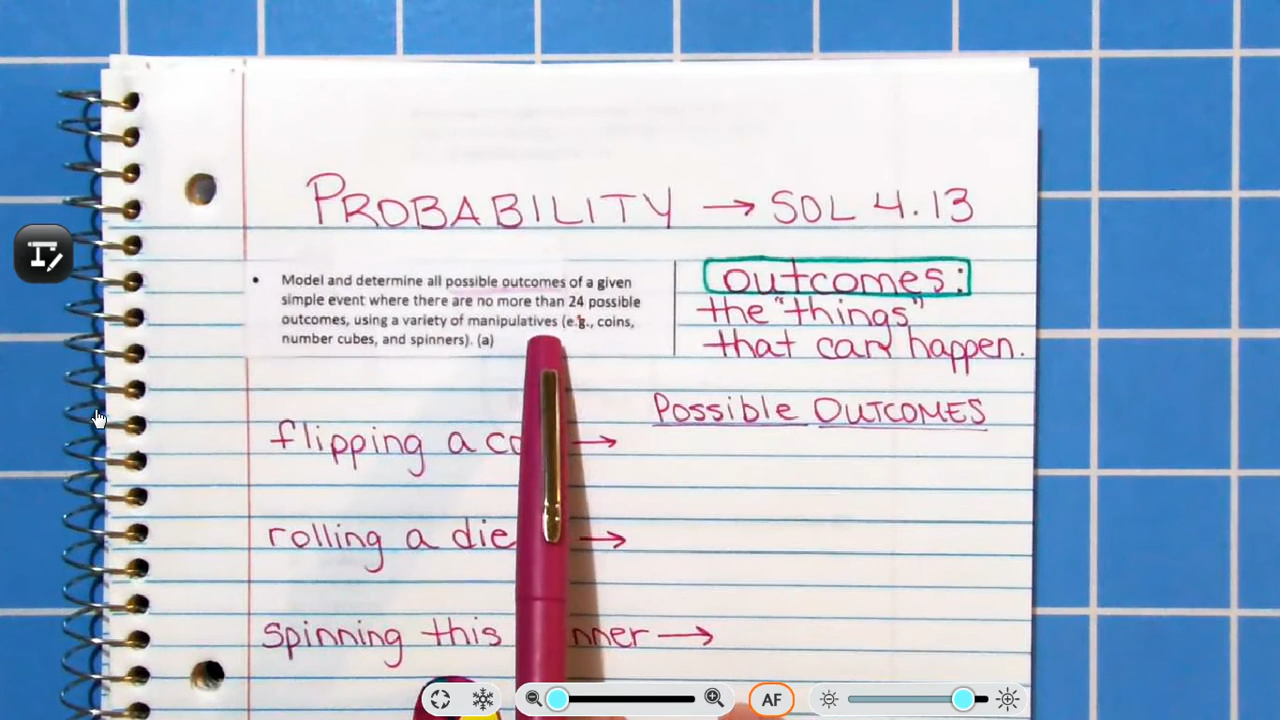 PROBABILITY → SOL 4.13
• Model and determine all possible outcomes of a given
simple event where there are no more than 24 possible
outcomes, using a variety of manipulatives (e.g., coins,
number cubes, and spinners). (a)
outcomes:
the "things"
that can happen.
Possible OUTCOMES
flipping a co →
rolling a die →
spinning this nner →
AF